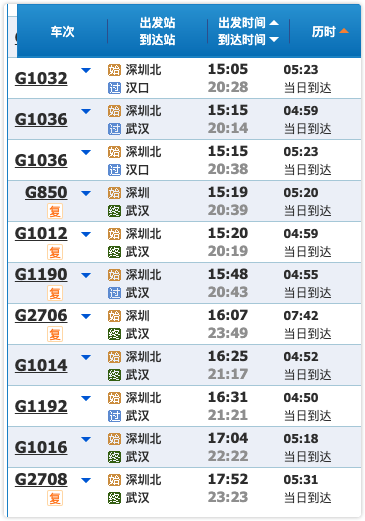 车次 出发站 到达站 出发时间 到达时间 历时
G1032 始 深圳北 15:05 05:23
过 汉口 20:28 当日到达
G1036 始 深圳北 15:15 04:59
过 武汉 20:14 当日到达
G1036 始 深圳北 15:15 05:23
过 汉口 20:38 当日到达
G850 始 深圳 15:19 05:20
复 终 武汉 20:39 当日到达
G1012 始 深圳北 15:20 04:59
复 终 武汉 20:19 当日到达
G1190 始 深圳北 15:48 04:55
复 过 武汉 20:43 当日到达
G2706 始 深圳 16:07 07:42
复 终 武汉 23:49 当日到达
G1014 始 深圳北 16:25 04:52
终 武汉 21:17 当日到达
G1192 始 深圳北 16:31 04:50
过 武汉 21:21 当日到达
G1016 始 深圳北 17:04 05:18
终 武汉 22:22 当日到达
G2708 始 深圳北 17:52 05:31
复 终 武汉 23:23 当日到达